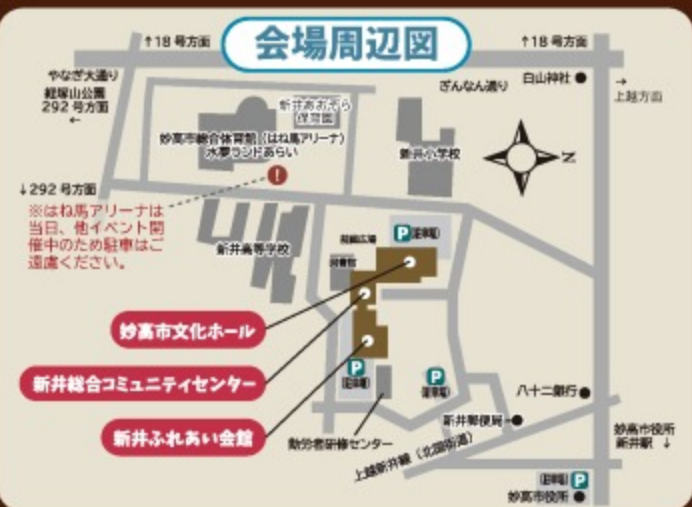 会場周辺図
↑18号方面
↑18号方面
やなぎ大通り
経塚山公園
292号方面
←
ぎんなん通り
白山神社
→
上越方面
新井あおぞら
保育園
妙高市総合体育館（はね馬アリーナ）
水夢ランドあらい
!
新井小学校
N
↓292号方面
※はね馬アリーナは
当日、他イベント開
催中のため駐車はご
遠慮ください。
新井高等学校
P（駐車場）
図書館
妙高市文化ホール
新井総合コミュニティセンター
新井ふれあい会館
P
（駐車場）
P
（駐車場）
勤労者研修センター
八十二銀行
新井郵便局
上越新井線（北国街道）
妙高市役所
新井駅 ↓
（駐車場）P
妙高市役所